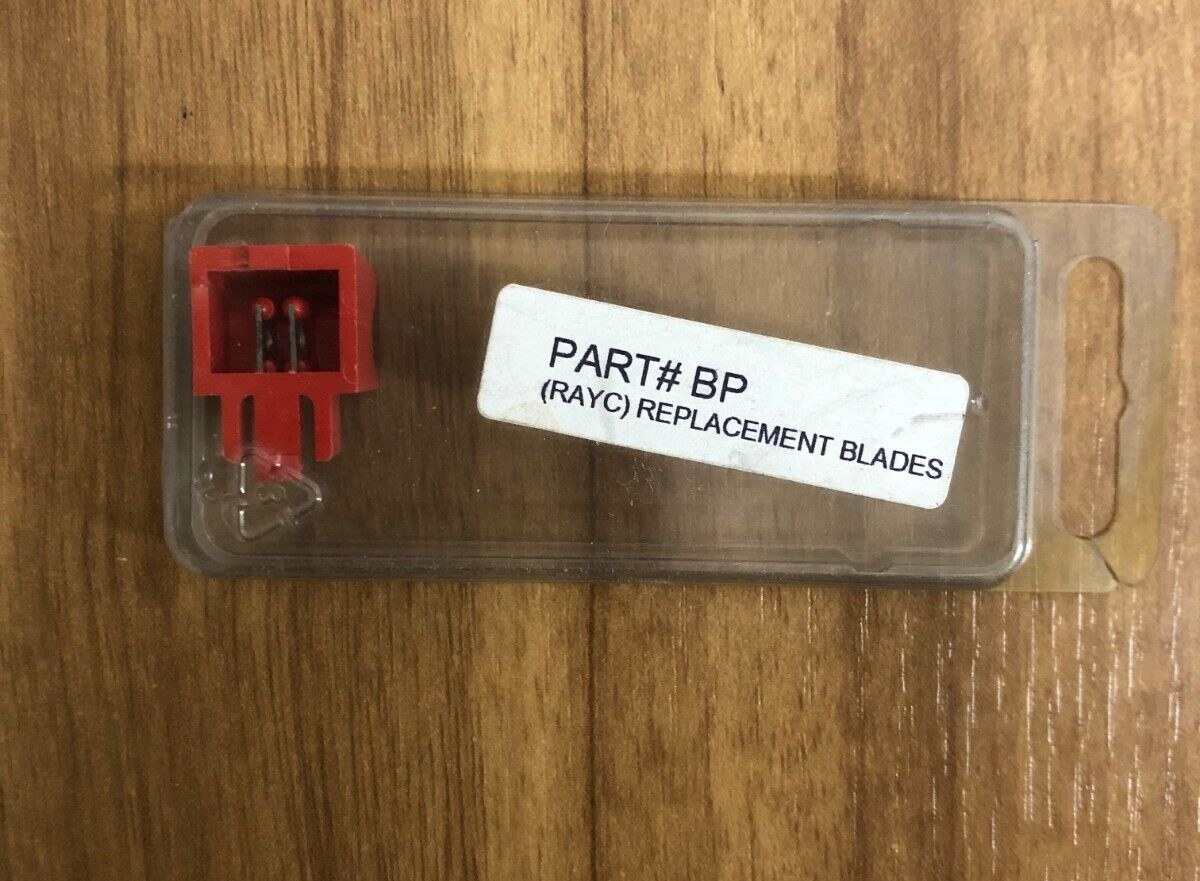 PART# BP
(RAYC) REPLACEMENT BLADES